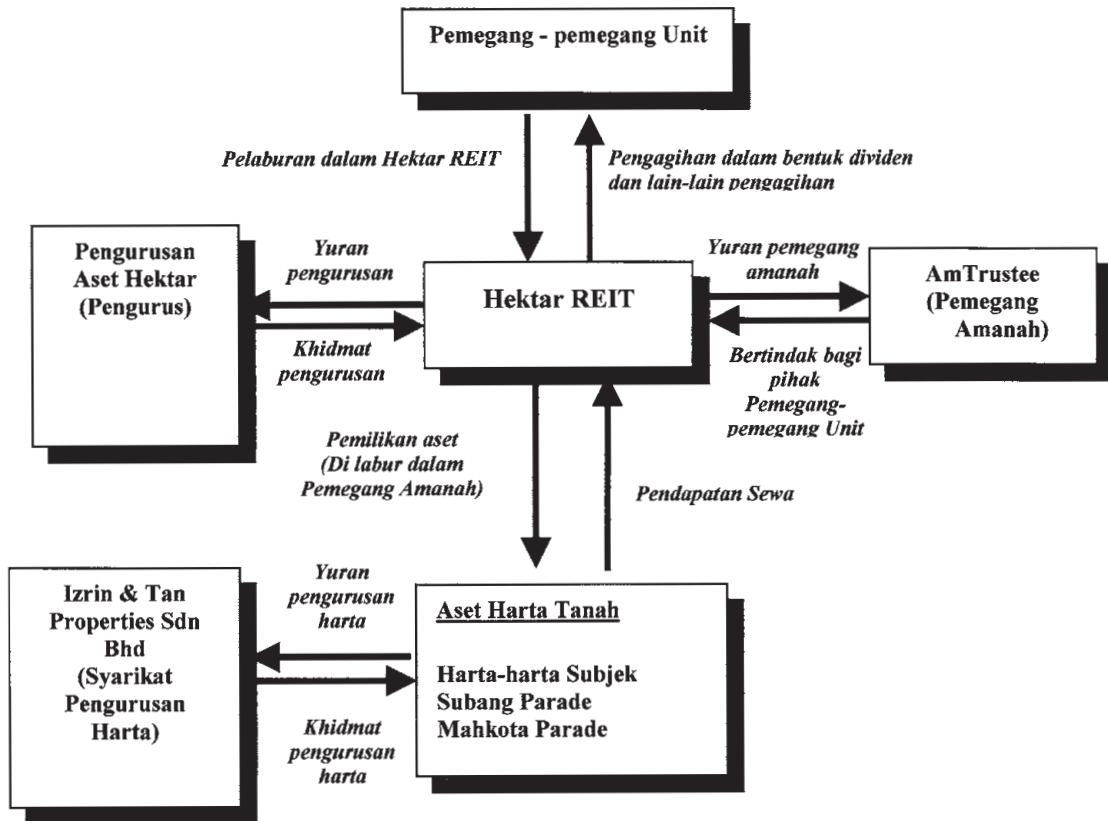 Pemegang - pemegang Unit
Pelaburan dalam Hektar REIT
Pengagihan dalam bentuk dividen
dan lain-lain pengagihan
Pengurusan
Aset Hektar
(Pengurus)
Yuran
pengurusan
Khidmat
pengurusan
Hektar REIT
Yuran pemegang
amanah
Bertindak bagi
pihak
Pemegang-
pemegang Unit
AmTrustee
(Pemegang
Amanah)
Pemilikan aset
(Di labur dalam
Pemegang Amanah)
Pendapatan Sewa
Izrin & Tan
Properties Sdn
Bhd
(Syarikat
Pengurusan
Harta)
Yuran
pengurusan
harta
Khidmat
pengurusan
harta
Aset Harta Tanah
Harta-harta Subjek
Subang Parade
Mahkota Parade